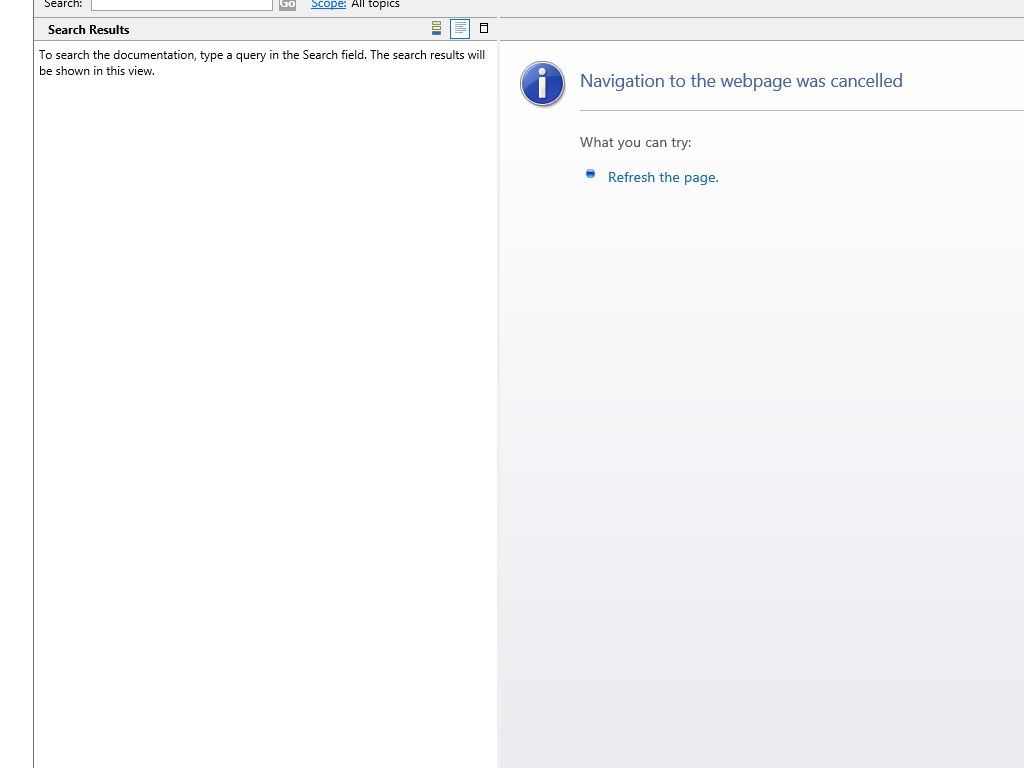 Search: Go Scope: All topics
Search Results
To search the documentation, type a query in the Search field. The search results will
be shown in this view.
Navigation to the webpage was cancelled
What you can try:
Refresh the page.